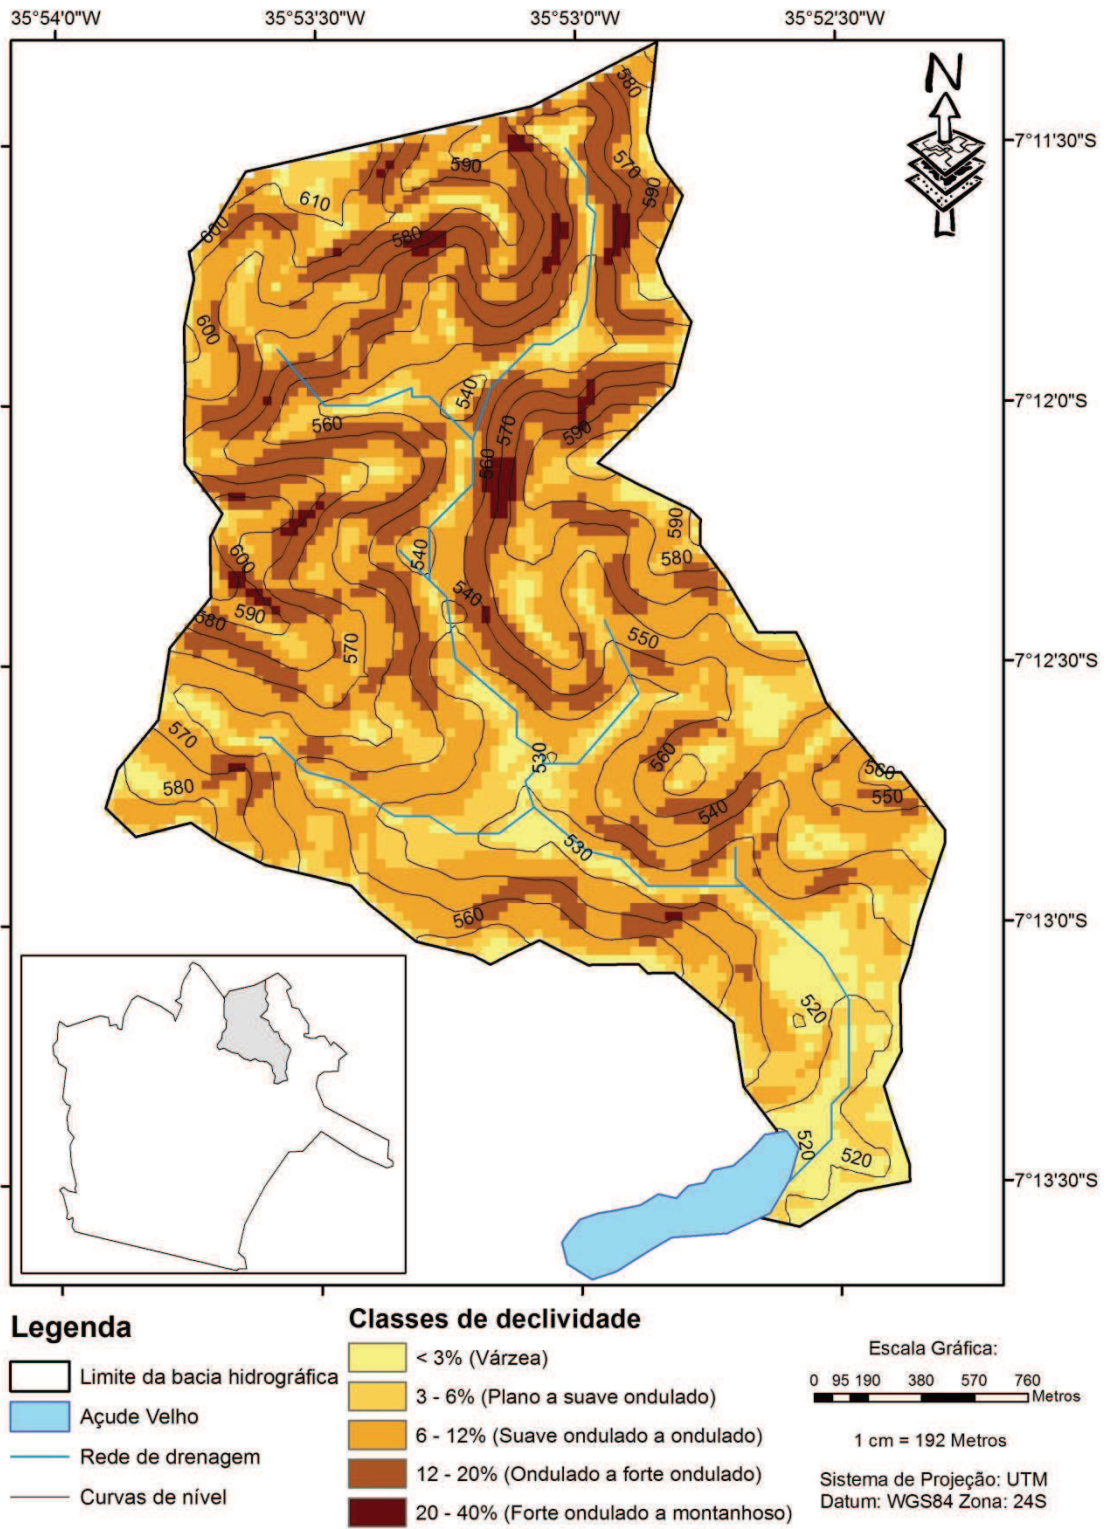 35°54'0"W 35°53'30"W 35°53'0"W 35°52'30"W
N
580
7°11'30"S
590
570
590
610
600
580
600
540
7°12'0"S
560
570
590
560
590
540
580
600
540
590
580
550
570
7°12'30"S
570
530
560
560
580
550
540
530
560
7°13'0"S
520
520
520
7°13'30"S
Legenda
Limite da bacia hidrográfica
Açude Velho
Rede de drenagem
Curvas de nível
Classes de declividade
< 3% (Várzea)
3 - 6% (Plano a suave ondulado)
6 - 12% (Suave ondulado a ondulado)
12 - 20% (Ondulado a forte ondulado)
20 - 40% (Forte ondulado a montanhoso)
Escala Gráfica:
0 95 190 380 570 760
Metros
1 cm = 192 Metros
Sistema de Projeção: UTM
Datum: WGS84 Zona: 24S